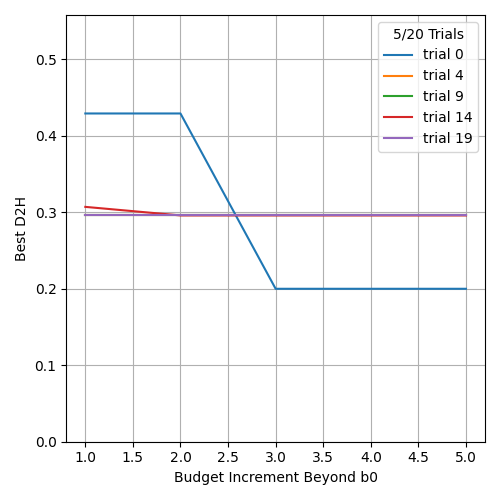 5/20 Trials
trial 0
trial 4
trial 9
trial 14
trial 19
Best D2H
0.5
0.4
0.3
0.2
0.1
0.0
1.0 1.5 2.0 2.5 3.0 3.5 4.0 4.5 5.0
Budget Increment Beyond b0